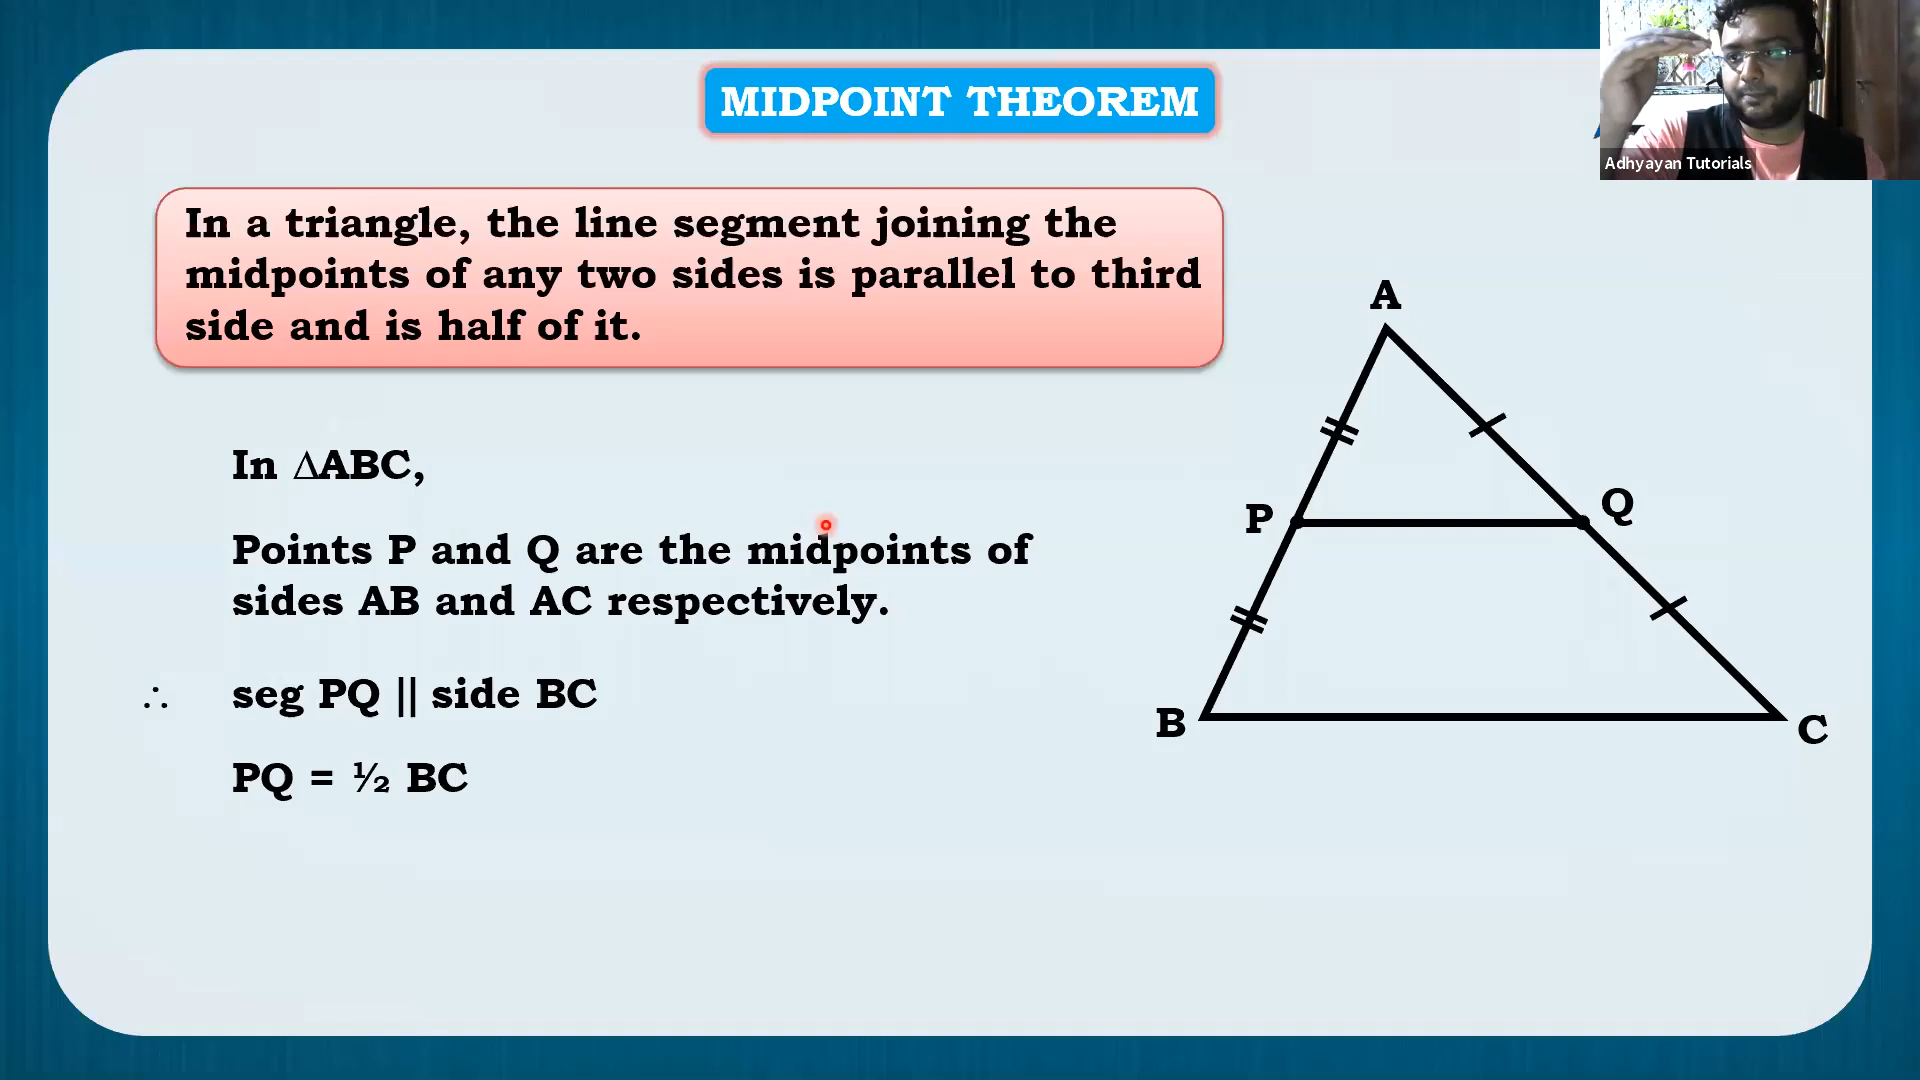 MIDPOINT THEOREM
Adhyayan Tutorials
In a triangle, the line segment joining the
midpoints of any two sides is parallel to third
side and is half of it.
In ∆ABC,
Points P and Q are the midpoints of
sides AB and AC respectively.
∴ seg PQ || side BC
PQ = ½ BC
A
P
Q
B
C